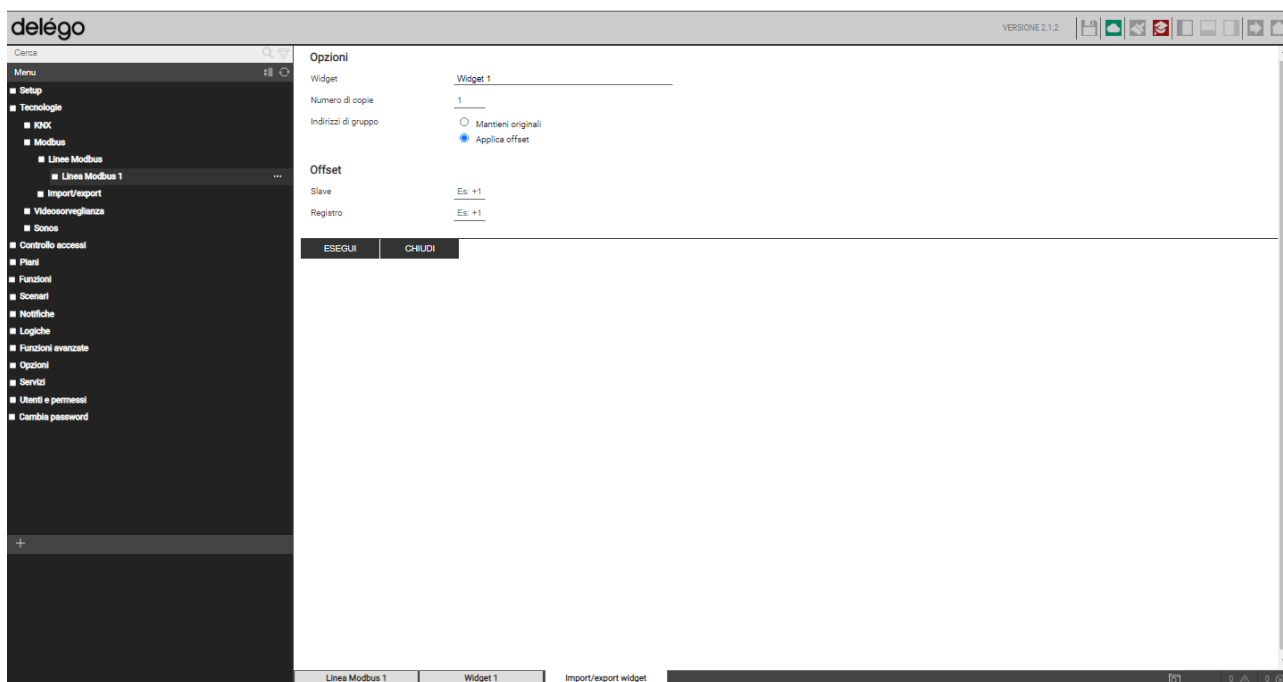 delégo
VERSIONE 2.1.2
Cerca
Menu
Setup
Tecnologie
KNX
Modbus
Linee Modbus
Linea Modbus 1
Import/export
Videosorveglianza
Sonos
Controllo accessi
Piani
Funzioni
Scenari
Notifiche
Logiche
Funzioni avanzate
Opzioni
Servizi
Utenti e permessi
Cambia password
Opzioni
Widget Widget 1
Numero di copie 1
Indirizzi di gruppo Mantieni originali
Applica offset
Offset
Slave Es: +1
Registro Es: +1
ESEGUI CHIUDI
Linea Modbus 1 Widget 1 Import/export widget
0 0